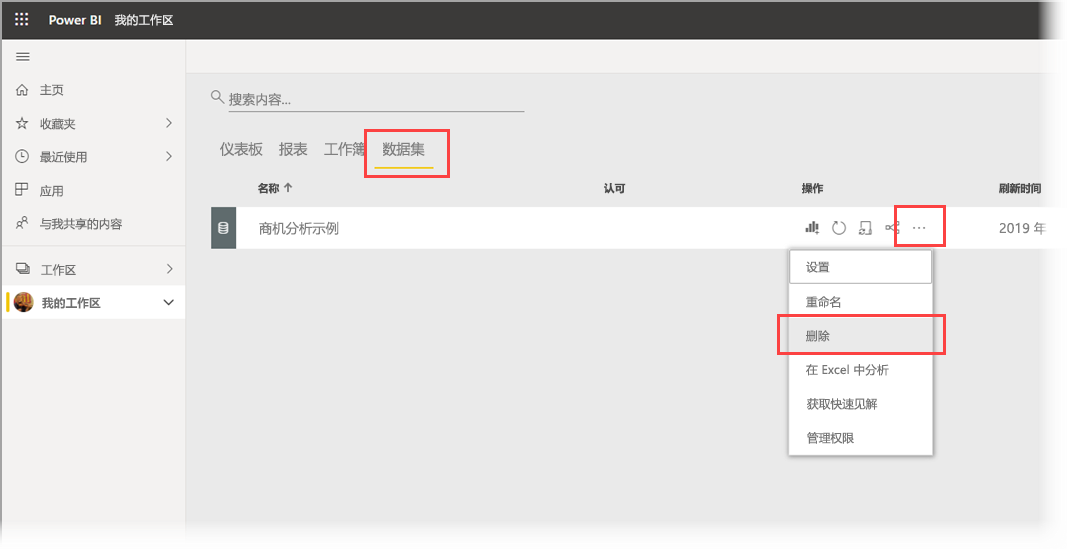 Power BI 我的工作区
主页
收藏夹
最近使用
应用
与我共享的内容
工作区
我的工作区
搜索内容...
仪表板 报表 工作簿 数据集
名称 认可 操作 刷新时间
商机分析示例 2019 年
设置
重命名
删除
在 Excel 中分析
获取快速见解
管理权限